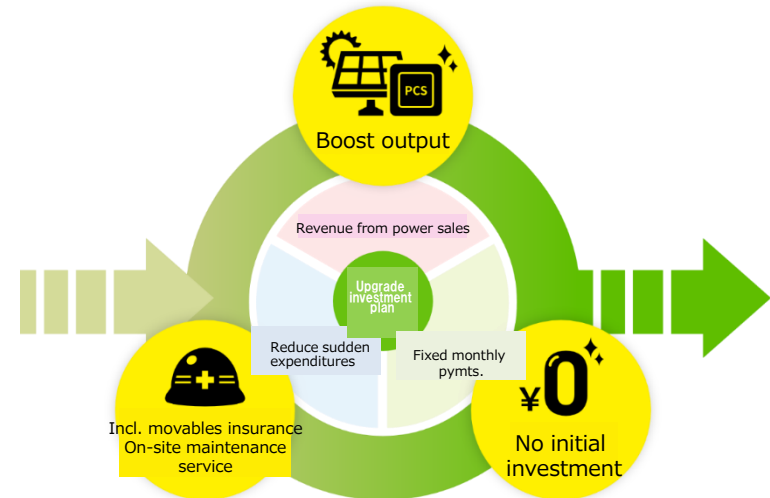 PCS
Boost output
Revenue from power sales
Upgrade
investment
plan
Reduce sudden
expenditures
Fixed monthly
pymts.
Incl. movables insurance
On-site maintenance
service
¥0
No initial
investment